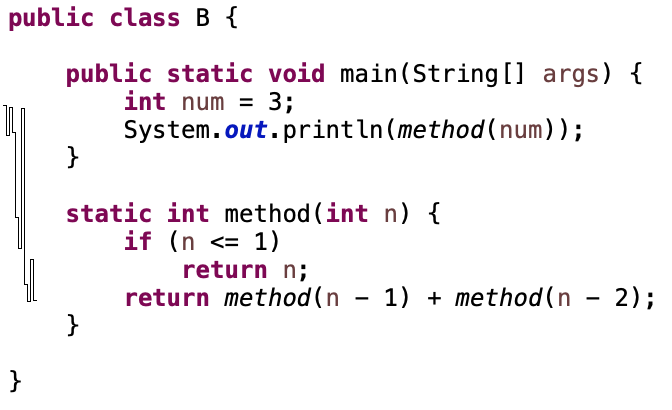 public class B {
public static void main(String[] args) {
int num = 3;
System.out.println(method(num));
}
static int method(int n) {
if (n <= 1)
return n;
return method(n - 1) + method(n - 2);
}
}